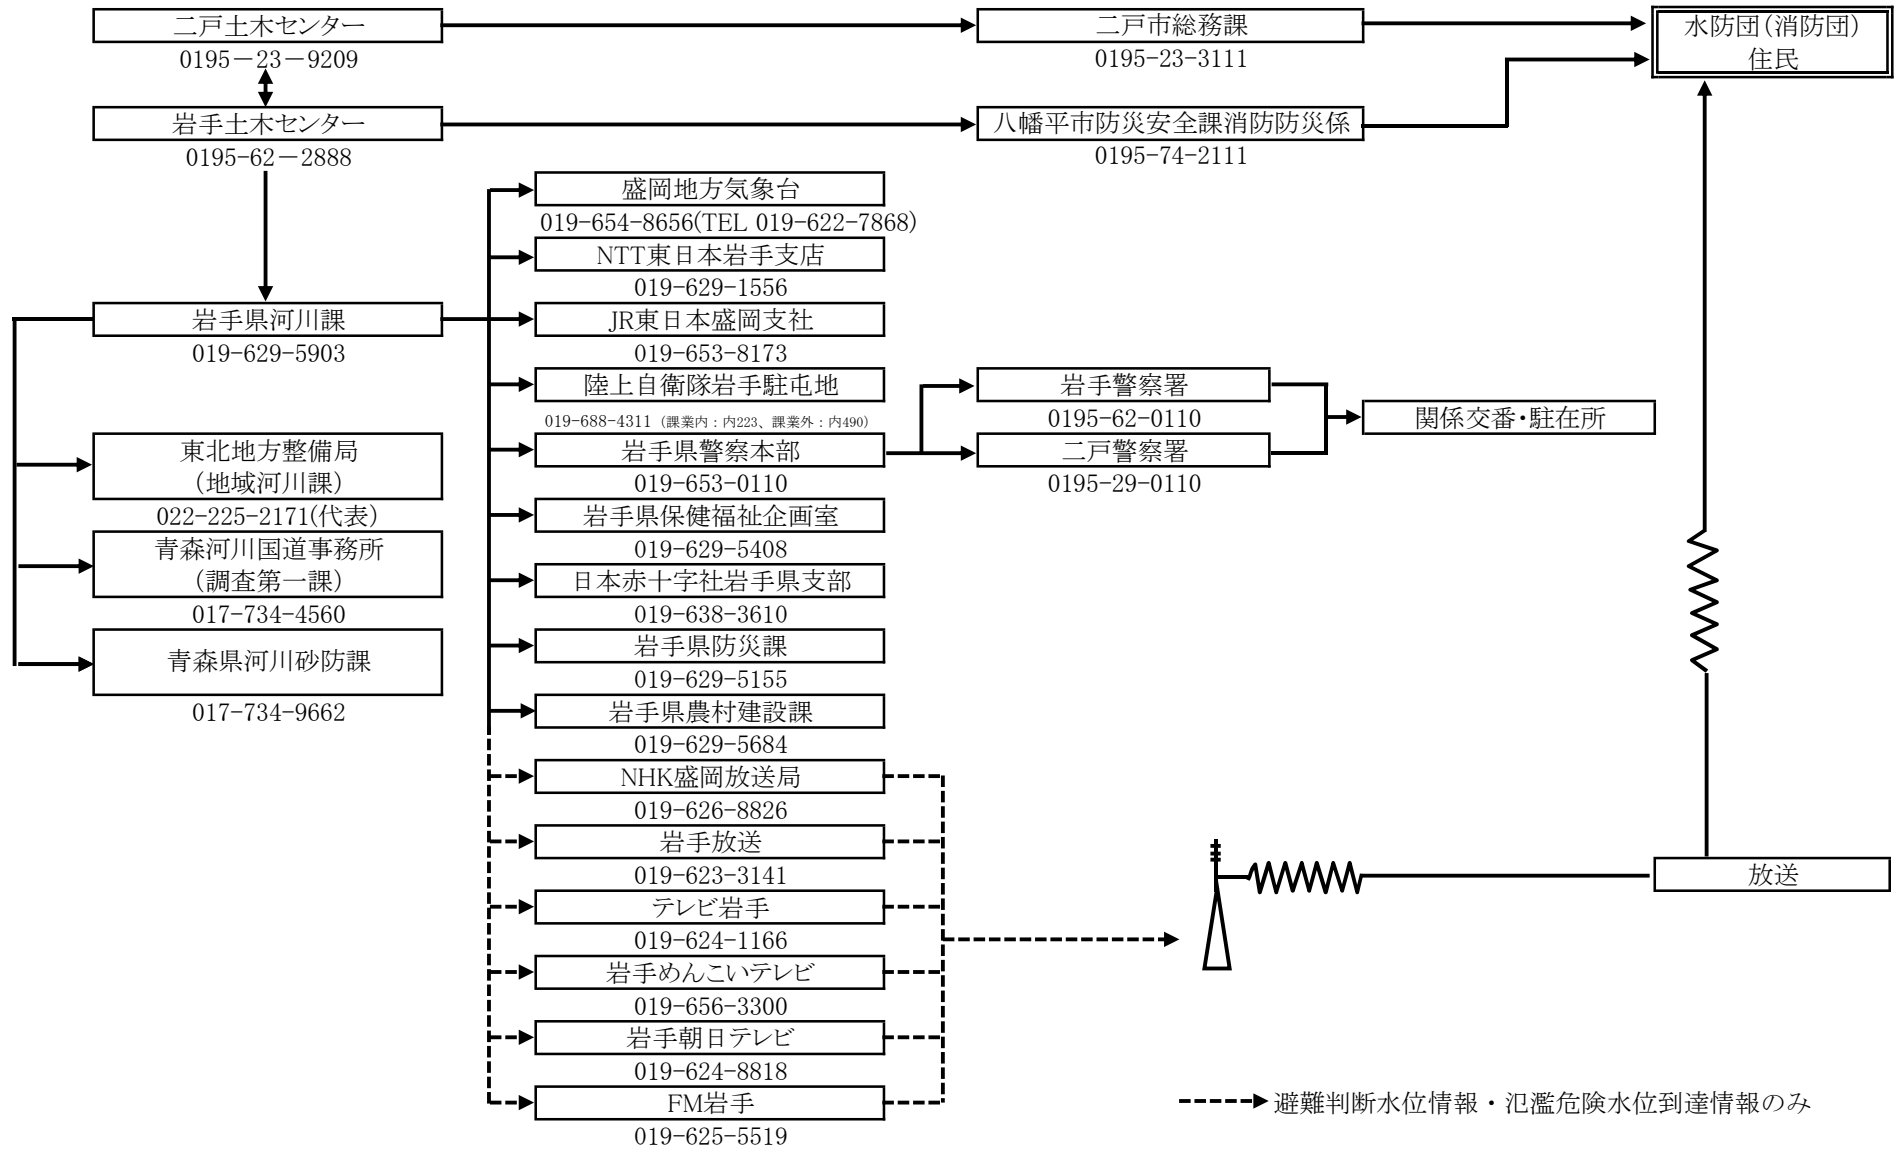 二戸土木センター
0195－23－9209
二戸市総務課
0195-23-3111
水防団（消防団）
住民
岩手土木センター
0195-62－2888
八幡平市防災安全課消防防災係
0195-74-2111
岩手県河川課
019-629-5903
東北地方整備局
（地域河川課）
022-225-2171(代表)
青森河川国道事務所
（調査第一課）
017-734-4560
青森県河川砂防課
017-734-9662
盛岡地方気象台
019-654-8656(TEL 019-622-7868)
NTT東日本岩手支店
019-629-1556
JR東日本盛岡支社
019-653-8173
陸上自衛隊岩手駐屯地
019-688-4311（課業内：内223、課業外：内490）
岩手県警察本部
019-653-0110
岩手県保健福祉企画室
019-629-5408
日本赤十字社岩手県支部
019-638-3610
岩手県防災課
019-629-5155
岩手県農村建設課
019-629-5684
NHK盛岡放送局
019-626-8826
岩手放送
019-623-3141
テレビ岩手
019-624-1166
岩手めんこいテレビ
019-656-3300
岩手朝日テレビ
019-624-8818
FM岩手
019-625-5519
岩手警察署
0195-62-0110
二戸警察署
0195-29-0110
関係交番・駐在所
放送
避難判断水位情報・氾濫危険水位到達情報のみ